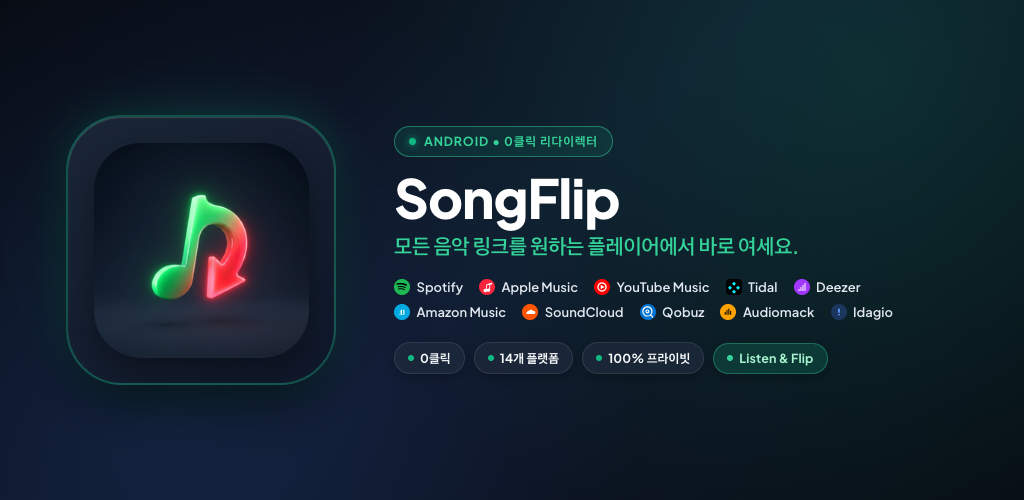 ANDROID • 0클릭 리다이렉터
SongFlip
모든 음악 링크를 원하는 플레이어에서 바로 여세요.
Spotify Apple Music YouTube Music Tidal Deezer
Amazon Music SoundCloud Qobuz Audiomack Idagio
0클릭 14개 플랫폼 100% 프라이빗 Listen & Flip